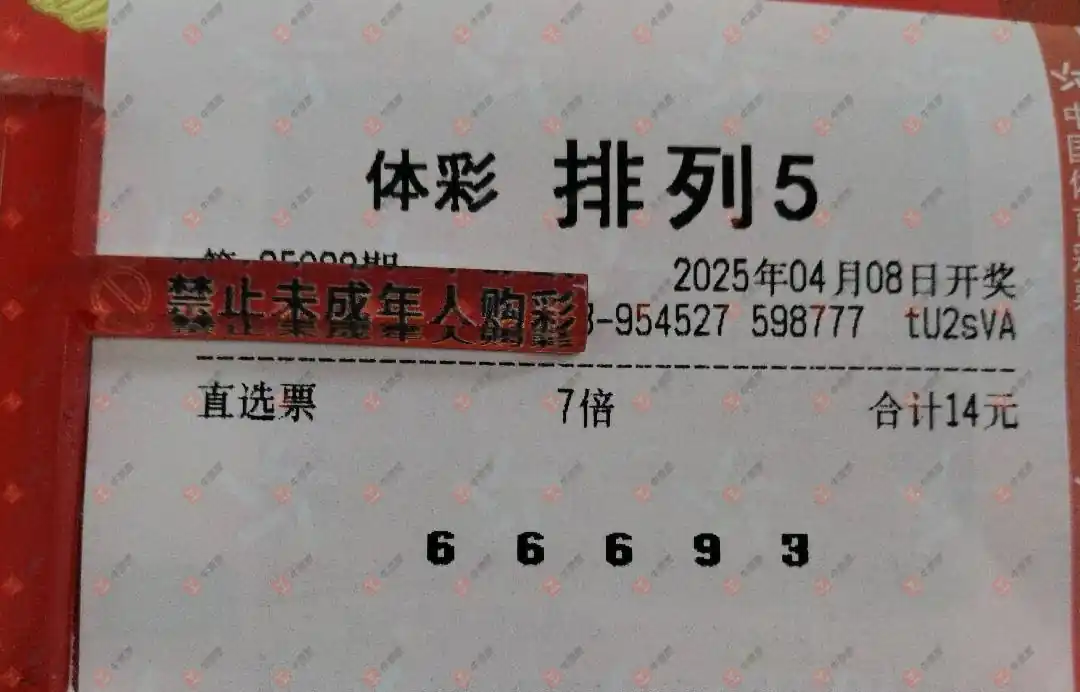 体彩 排列5
2025年04月08日开奖
禁止未成年人购彩
-954527 598777 tU2sVA
直选票 7倍 合计14元
6 6 6 9 3